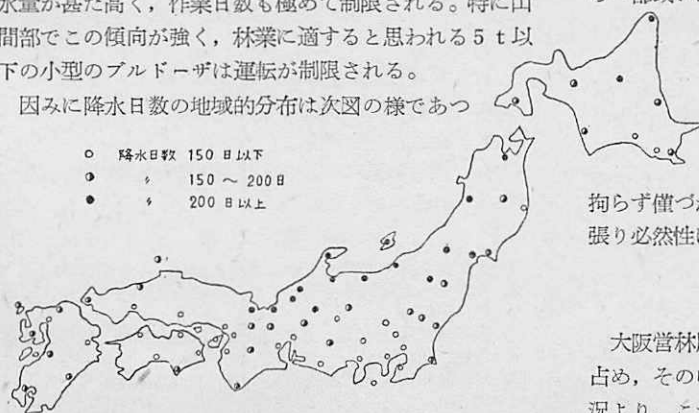 水量が甚だ高く，作業日数も極めて制限される。特に山
間部でこの傾向が強く，林業に適すると思われる5 t以
下の小型のブルドーザは運転が制限される。
因みに降水日数の地域的分布は次図の様であつ
○ 降水日数 150 日以下
◑ 〃 150 ～ 200日
● 〃 200 日以上
拘らず僅づ
張り必然性
大阪営林
占め，その
況より